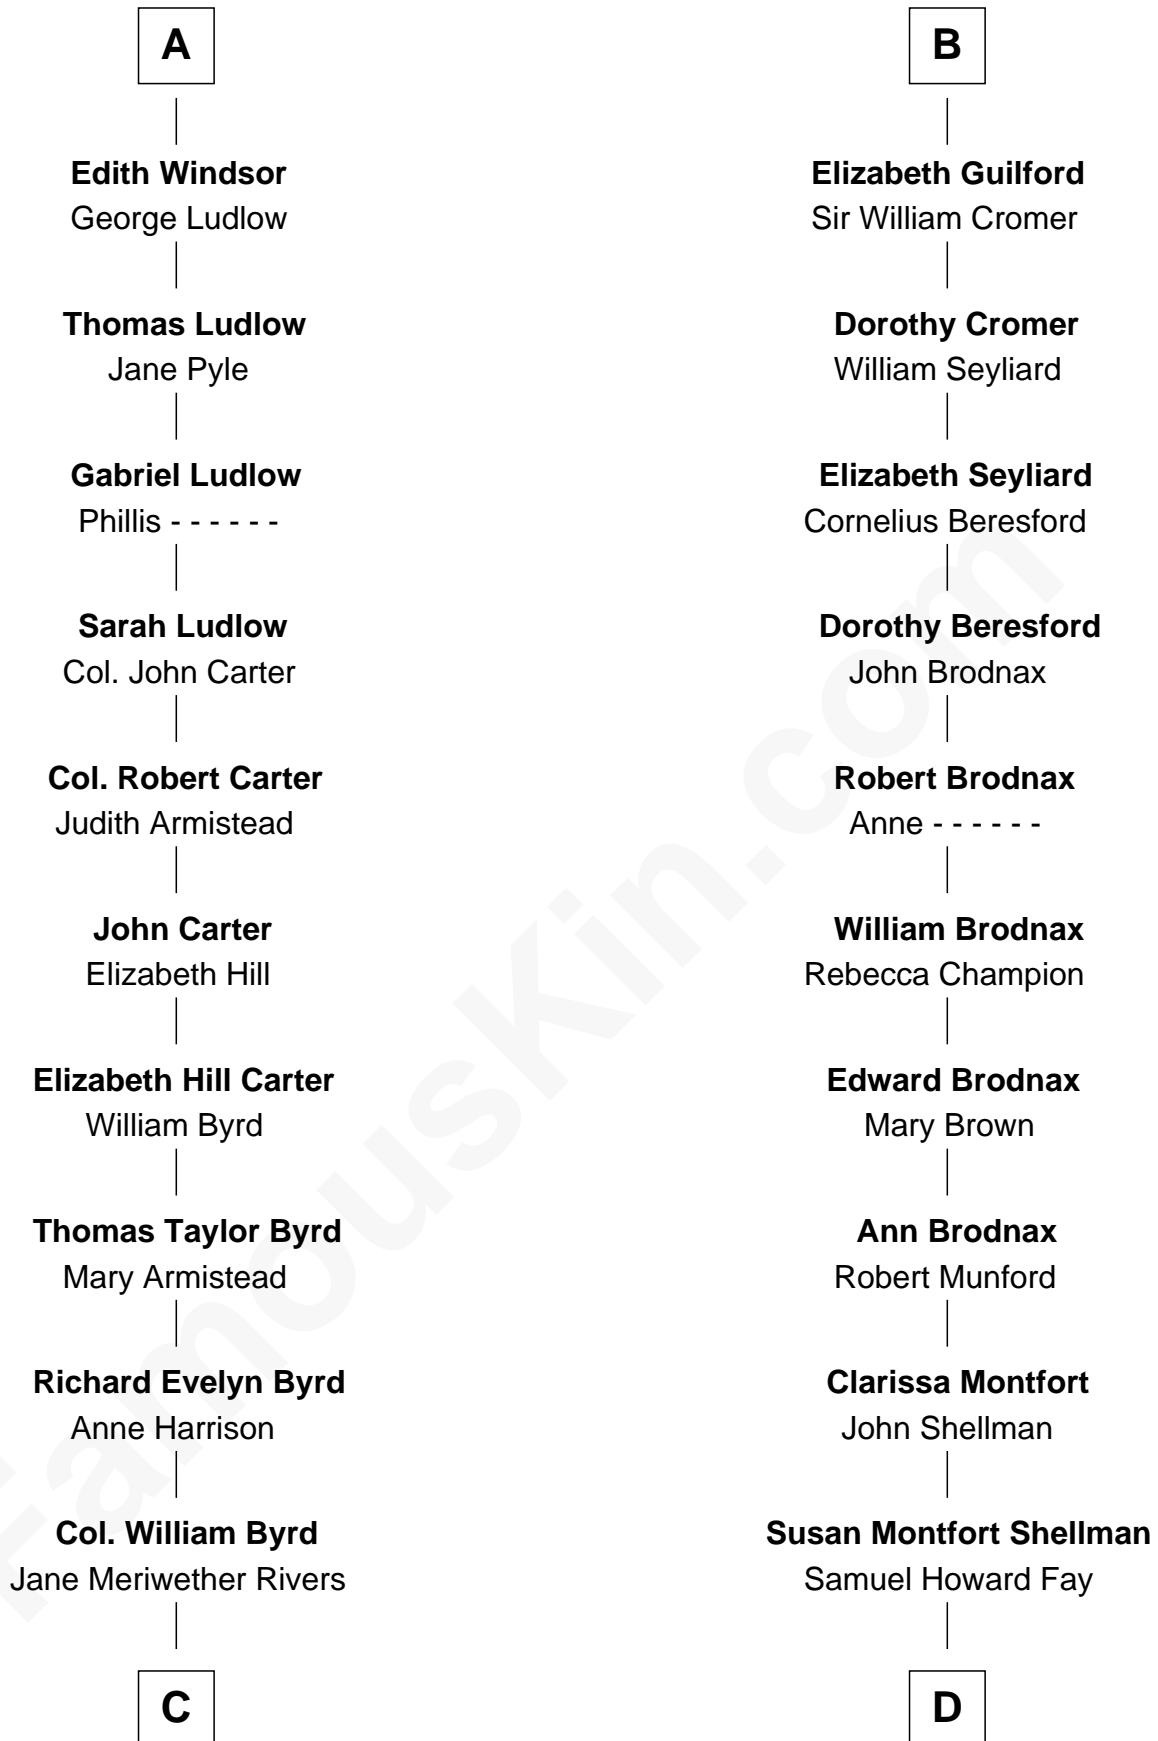 A
Edith Windsor
George Ludlow
Thomas Ludlow
Jane Pyle
Gabriel Ludlow
Phillis - - - - - -
Sarah Ludlow
Col. John Carter
Col. Robert Carter
Judith Armistead
John Carter
Elizabeth Hill
Elizabeth Hill Carter
William Byrd
Thomas Taylor Byrd
Mary Armistead
Richard Evelyn Byrd
Anne Harrison
Col. William Byrd
Jane Meriwether Rivers
C
B
Elizabeth Guilford
Sir William Cromer
Dorothy Cromer
William Seyliard
Elizabeth Seyliard
Cornelius Beresford
Dorothy Beresford
John Brodnax
Robert Brodnax
Anne - - - - - -
William Brodnax
Rebecca Champion
Edward Brodnax
Mary Brown
Ann Brodnax
Robert Munford
Clarissa Montfort
John Shellman
Susan Montfort Shellman
Samuel Howard Fay
D
FamousKin.com